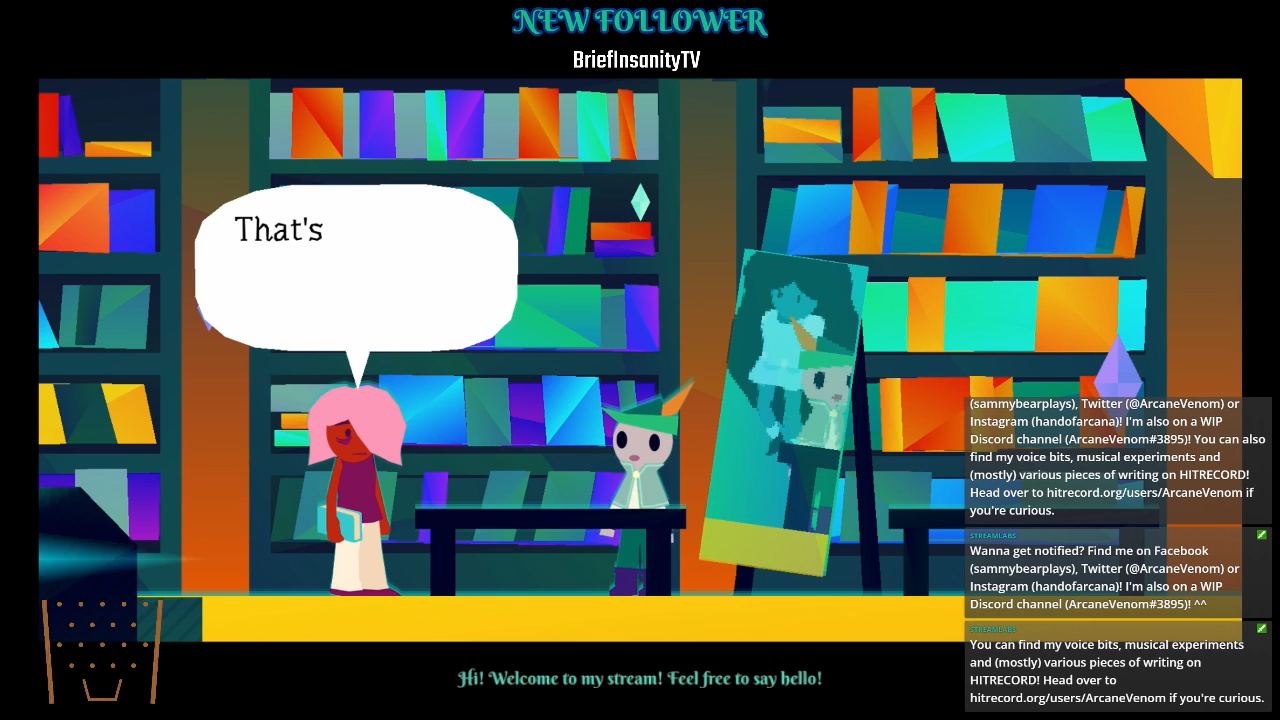 NEW FOLLOWER
BriefInsanityTV
That's
(sammybearplays), Twitter (@ArcaneVenom) or
Instagram (handofarcana)! I'm also on a WIP
Discord channel (ArcaneVenom#3895)! You can also
find my voice bits, musical experiments and
(mostly) various pieces of writing on HITRECORD!
Head over to hitrecord.org/users/ArcaneVenom if
you're curious.
STREAMLABS
Wanna get notified? Find me on Facebook
(sammybearplays), Twitter (@ArcaneVenom) or
Instagram (handofarcana)! I'm also on a WIP
Discord channel (ArcaneVenom#3895)! ^^
STREAMLABS
You can find my voice bits, musical experiments
and (mostly) various pieces of writing on
HITRECORD! Head over to
hitrecord.org/users/ArcaneVenom if you're curious.
Hi! Welcome to my stream! Feel free to say hello!